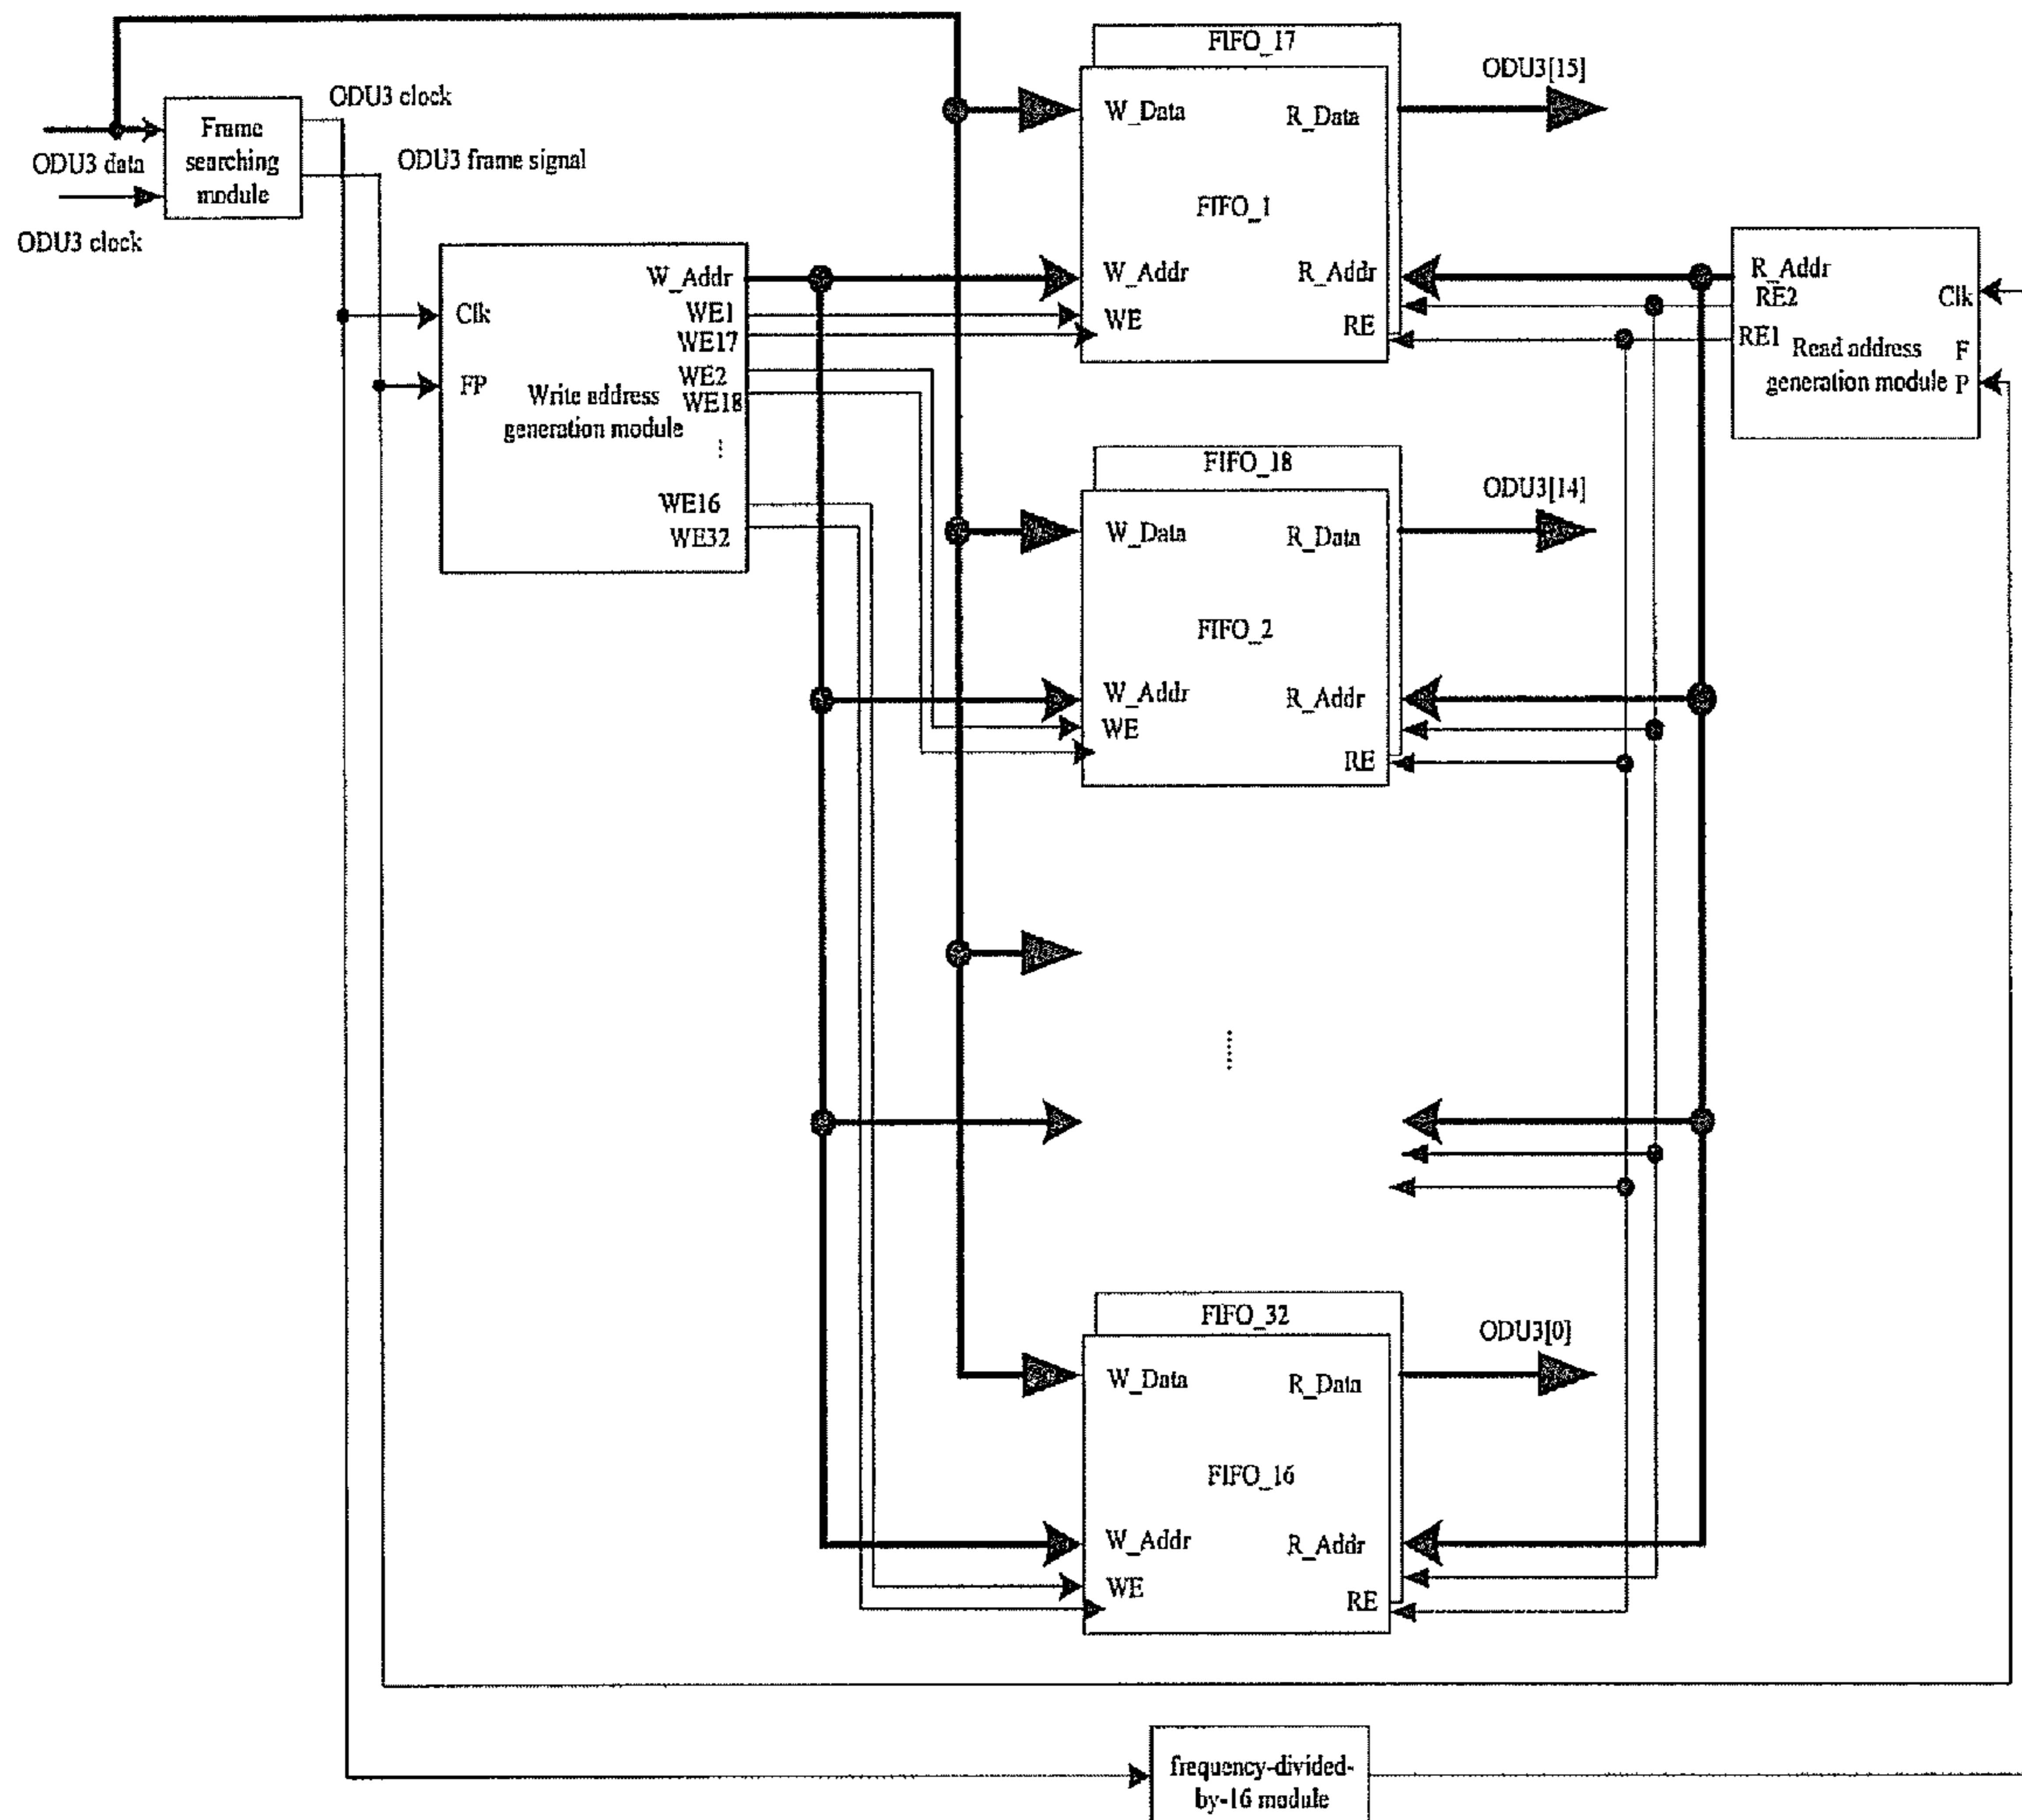 FIFO_17
ODU3[15]
ODU3 clock
Frame
searching
module
W_Data
R_Data
ODU3 data
ODU3 frame signal
FIFO_1
ODU3 clock
W_Addr
W_Addr
R_Addr
R_Addr
RE2
Clk
Clk
WE1
WE
RE
RE1
WE17
Read address
generation module
F
P
FP
WE2
WE18
Write address
generation module
⋮
FIFO_18
ODU3[14]
WE16
WE32
W_Data
R_Data
FIFO_2
W_Addr
R_Addr
WE
RE
......
FIFO_32
ODU3[0]
W_Data
R_Data
FIFO_16
W_Addr
R_Addr
WE
RE
frequency-divided-
by-16 module